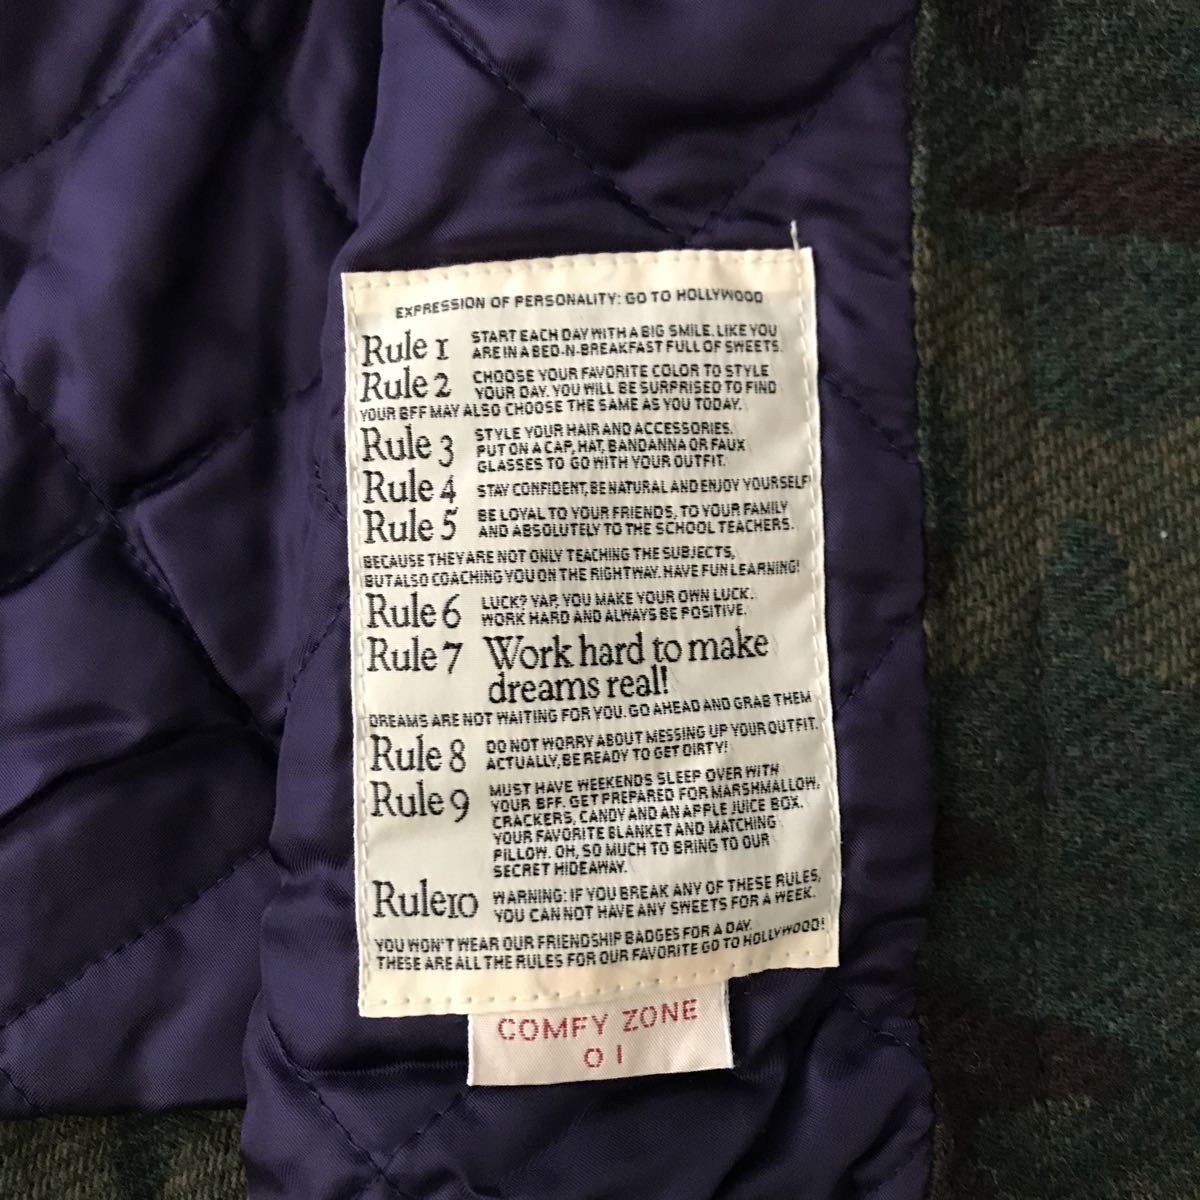 EXPRESSION OF PERSONALITY: GO TO HOLLYWOOD
Rule 1 START EACH DAY WITH A BIG SMILE. LIKE YOU
ARE IN A BED-N-BREAKFAST FULL OF SWEETS.
Rule 2 CHOOSE YOUR FAVORITE COLOR TO STYLE
YOUR DAY. YOU WILL BE SURPRISED TO FIND
YOUR BFF MAY ALSO CHOOSE THE SAME AS YOU TODAY.
Rule 3 STYLE YOUR HAIR AND ACCESSORIES.
PUT ON A CAP, HAT, BANDANNA OR FAUX
GLASSES TO GO WITH YOUR OUTFIT.
Rule 4 STAY CONFIDENT, BE NATURAL AND ENJOY YOURSELF!
Rule 5 BE LOYAL TO YOUR FRIENDS, TO YOUR FAMILY
AND ABSOLUTELY TO THE SCHOOL TEACHERS.
BECAUSE THEY ARE NOT ONLY TEACHING THE SUBJECTS,
BUT ALSO COACHING YOU ON THE RIGHT WAY. HAVE FUN LEARNING!
Rule 6 LUCK? YAP, YOU MAKE YOUR OWN LUCK.
WORK HARD AND ALWAYS BE POSITIVE.
Rule 7 Work hard to make
dreams real!
DREAMS ARE NOT WAITING FOR YOU. GO AHEAD AND GRAB THEM
Rule 8 DO NOT WORRY ABOUT MESSING UP YOUR OUTFIT.
ACTUALLY, BE READY TO GET DIRTY!
Rule 9 MUST HAVE WEEKENDS SLEEP OVER WITH
YOUR BFF. GET PREPARED FOR MARSHMALLOW,
CRACKERS, CANDY AND AN APPLE JUICE BOX.
YOUR FAVORITE BLANKET AND MATCHING
PILLOW. OH, SO MUCH TO BRING TO OUR
SECRET HIDEAWAY.
Rule 10 WARNING: IF YOU BREAK ANY OF THESE RULES,
YOU CAN NOT HAVE ANY SWEETS FOR A WEEK.
YOU WON'T WEAR OUR FRIENDSHIP BADGES FOR A DAY.
THESE ARE ALL THE RULES FOR OUR FAVORITE GO TO HOLLYWOOD!
COMFY ZONE
01